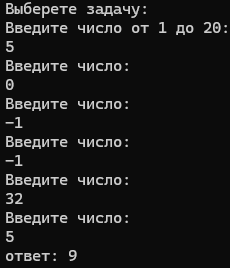 Выберете задачу:
Введите число от 1 до 20:
5
Введите число:
0
Введите число:
-1
Введите число:
-1
Введите число:
32
Введите число:
5
ответ: 9